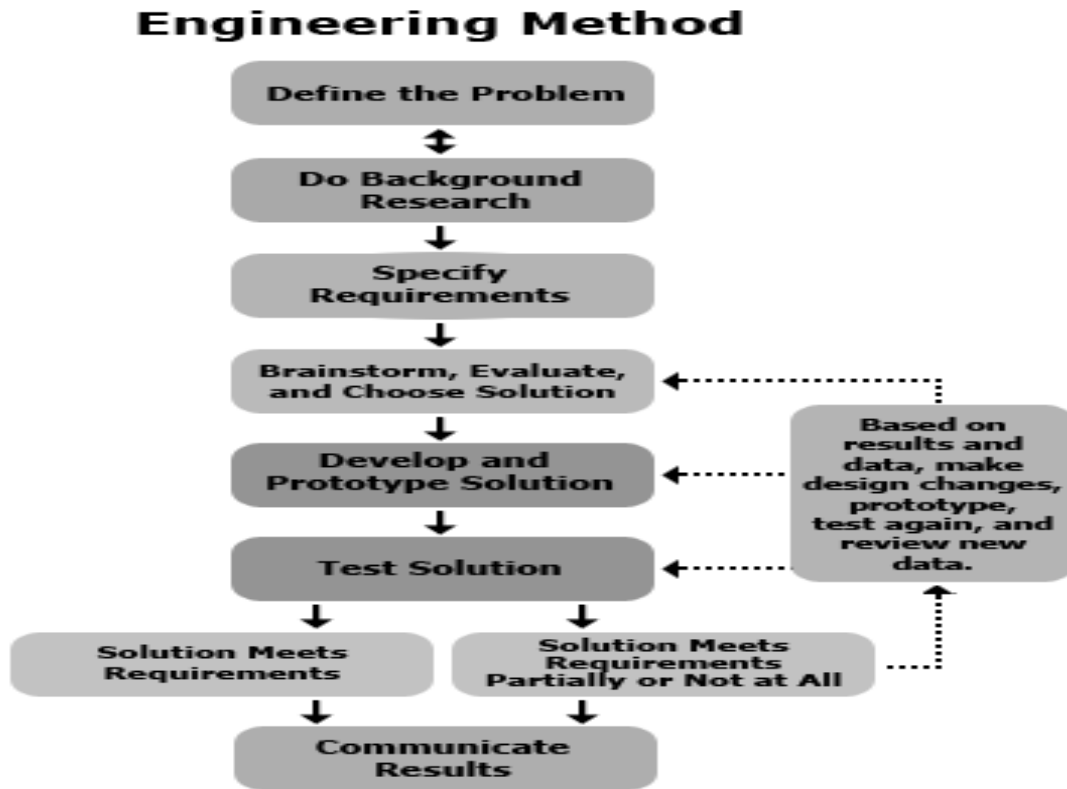 Engineering Method
Define the Problem
Do Background
Research
Specify
Requirements
Brainstorm, Evaluate,
and Choose Solution
Develop and
Prototype Solution
Test Solution
Based on
results and
data, make
design changes,
prototype,
test again, and
review new
data.
Solution Meets
Requirements
Solution Meets
Requirements
Partially or Not at All
Communicate
Results